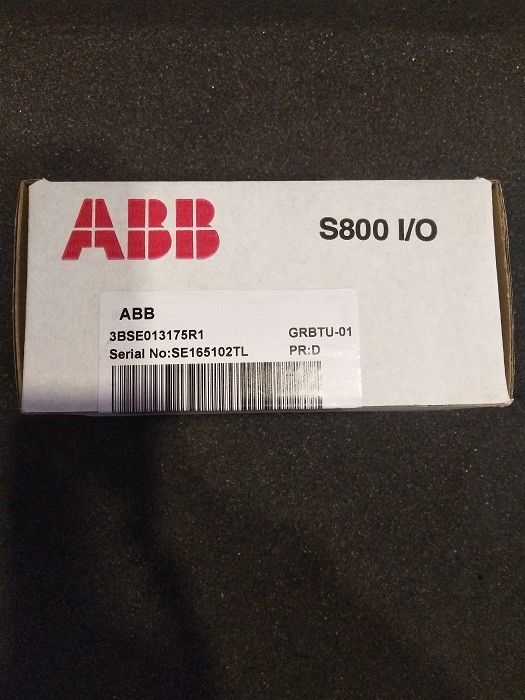 ABB
S800 I/O
ABB
3BSE013175R1 GRBTU-01
Serial No:SE165102TL PR:D